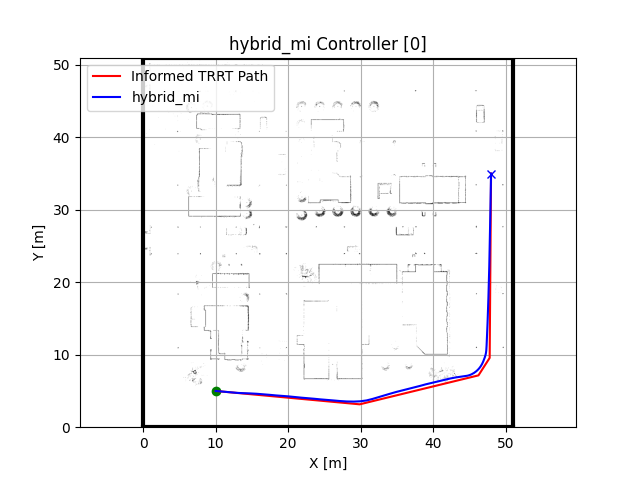 hybrid_mi Controller [0]
Informed TRRT Path
hybrid_mi
50
40
30
20
10
0
Y [m]
0 10 20 30 40 50
X [m]